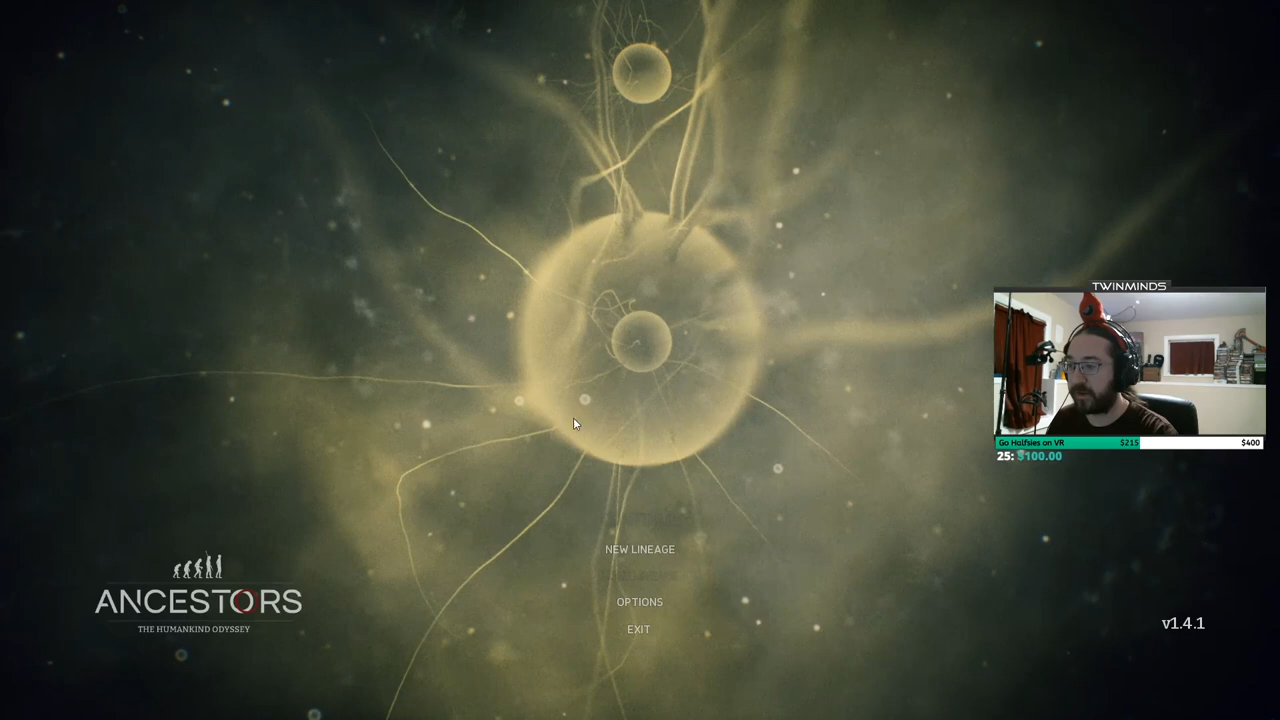 TWINMINDS
Go Halfsies on VR $215 $400
25: $100.00
NEW LINEAGE
OPTIONS
EXIT
ANCESTORS
THE HUMANKIND ODYSSEY
v1.4.1